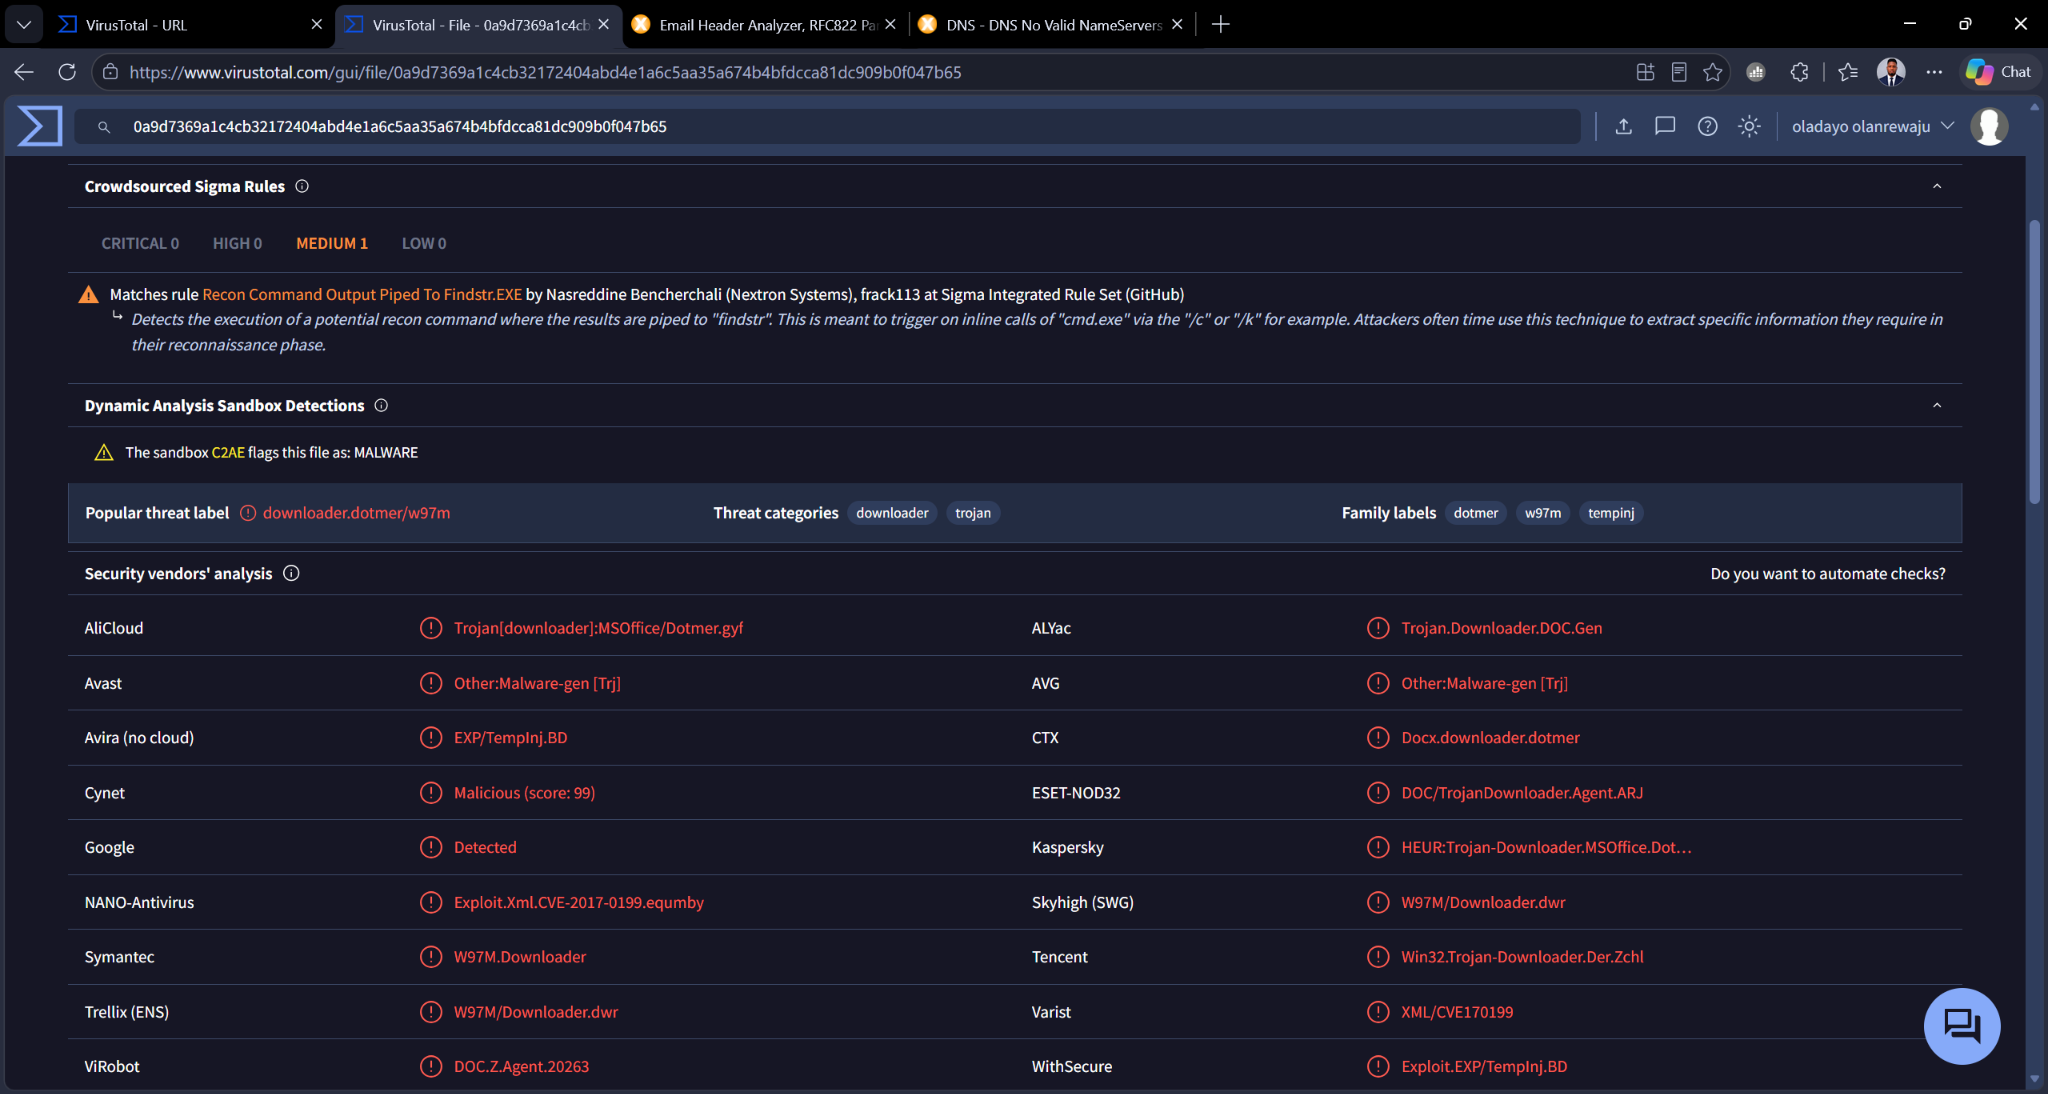 VirusTotal - URL
VirusTotal - File - 0a9d7369a1c4cb
Email Header Analyzer, RFC822 Pa
DNS - DNS No Valid NameServers
https://www.virustotal.com/gui/file/0a9d7369a1c4cb32172404abd4e1a6c5aa35a674b4bfdcca81dc909b0f047b65
Chat
0a9d7369a1c4cb32172404abd4e1a6c5aa35a674b4bfdcca81dc909b0f047b65
oladayo olanrewaju
Crowdsourced Sigma Rules
CRITICAL 0 HIGH 0 MEDIUM 1 LOW 0
Matches rule Recon Command Output Piped To Findstr.EXE by Nasreddine Bencherchali (Nextron Systems), frack113 at Sigma Integrated Rule Set (GitHub)
Detects the execution of a potential recon command where the results are piped to "findstr". This is meant to trigger on inline calls of "cmd.exe" via the "/c" or "/k" for example. Attackers often time use this technique to extract specific information they require in
their reconnaissance phase.
Dynamic Analysis Sandbox Detections
The sandbox C2AE flags this file as: MALWARE
Popular threat label downloader.dotmer/w97m Threat categories downloader trojan Family labels dotmer w97m tempinj
Security vendors' analysis Do you want to automate checks?
AliCloud Trojan[downloader]:MSOffice/Dotmer.gyf ALYac Trojan.Downloader.DOC.Gen
Avast Other:Malware-gen [Trj] AVG Other:Malware-gen [Trj]
Avira (no cloud) EXP/TempInj.BD CTX Docx.downloader.dotmer
Cynet Malicious (score: 99) ESET-NOD32 DOC/TrojanDownloader.Agent.ARJ
Google Detected Kaspersky HEUR:Trojan-Downloader.MSOffice.Dot...
NANO-Antivirus Exploit.Xml.CVE-2017-0199.equmby Skyhigh (SWG) W97M/Downloader.dwr
Symantec W97M.Downloader Tencent Win32.Trojan-Downloader.Der.Zchl
Trellix (ENS) W97M/Downloader.dwr Varist XML/CVE170199
ViRobot DOC.Z.Agent.20263 WithSecure Exploit.EXP/TempInj.BD